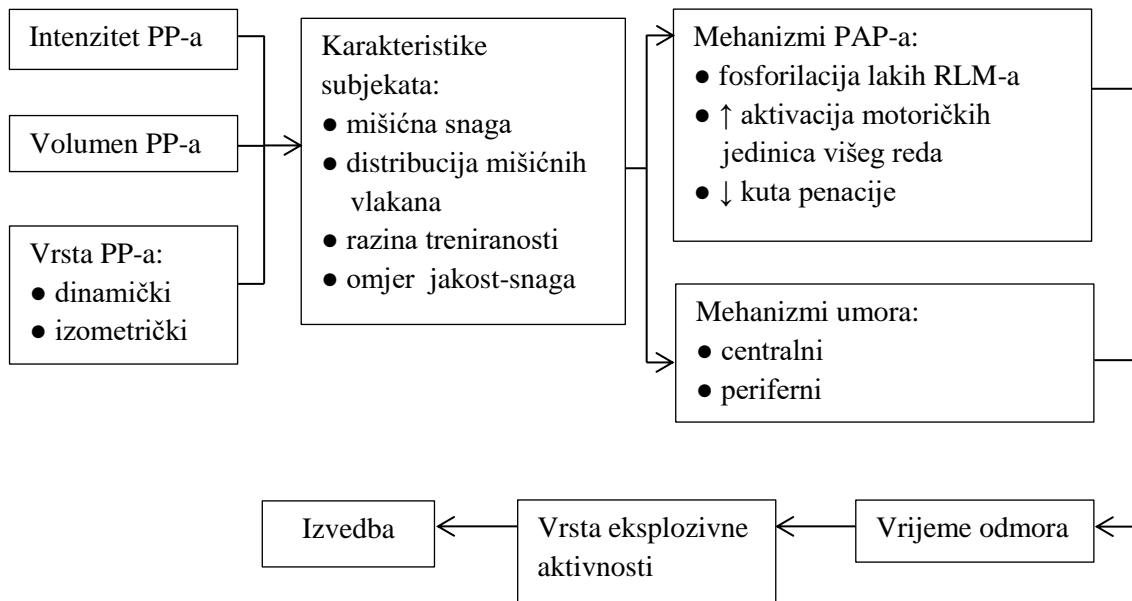 Intenzitet PP-a
Volumen PP-a
Vrsta PP-a:
● dinamički
● izometrički
Karakteristike
subjekata:
● mišićna snaga
● distribucija mišićnih
vlakana
● razina treniranosti
● omjer jakost-snaga
Mehanizmi PAP-a:
● fosforilacija lakih RLM-a
● ↑ aktivacija motoričkih
jedinica višeg reda
● ↓ kuta penacije
Mehanizmi umora:
● centralni
● periferni
Izvedba
Vrsta eksplozivne
aktivnosti
Vrijeme odmora